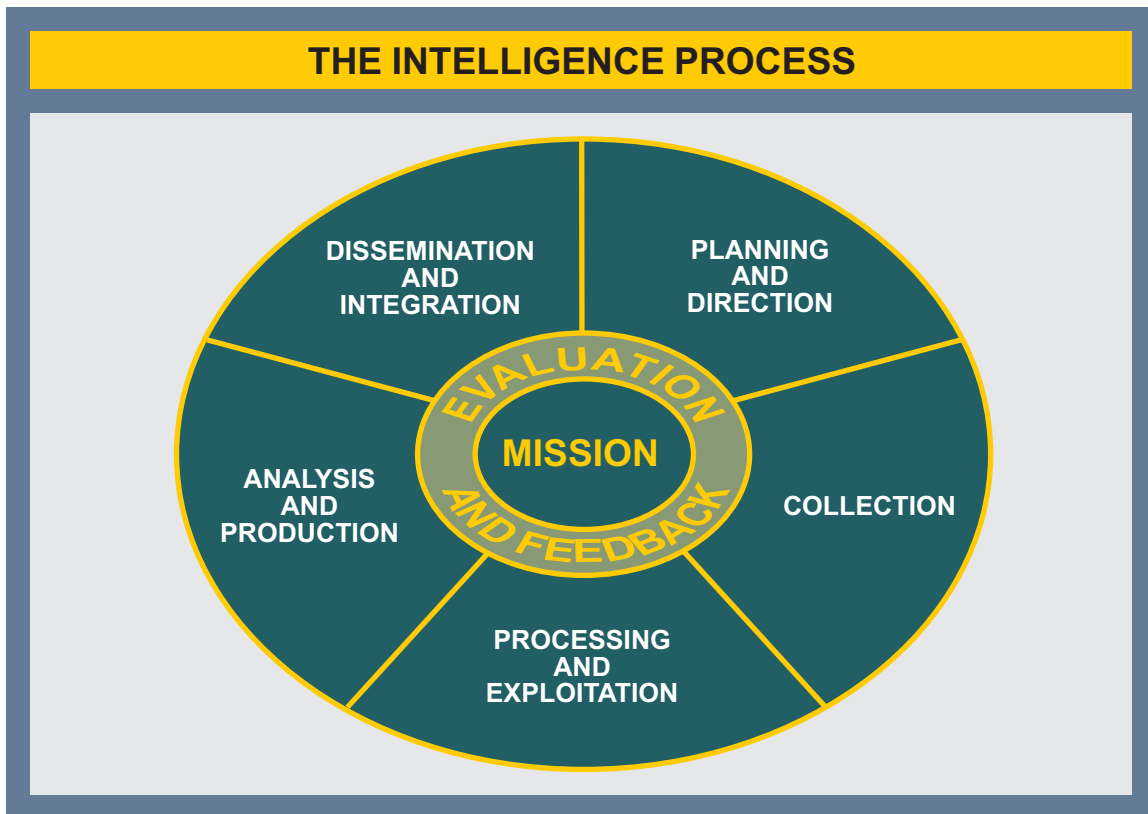 THE INTELLIGENCE PROCESS
DISSEMINATION
AND
INTEGRATION
PLANNING
AND
DIRECTION
EVALUATION
MISSION
AND FEEDBACK
ANALYSIS
AND
PRODUCTION
COLLECTION
PROCESSING
AND
EXPLOITATION